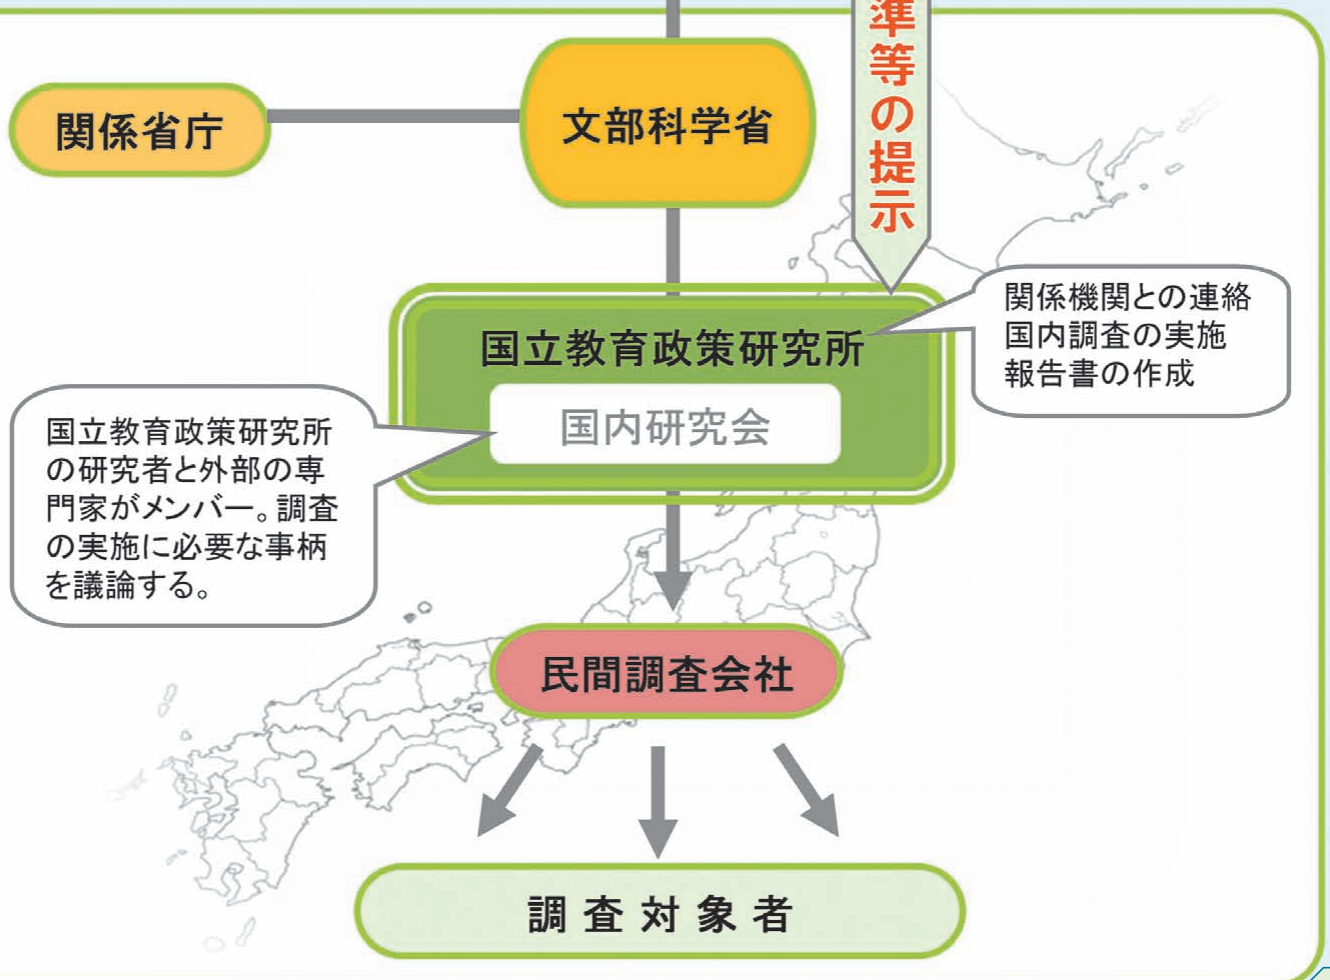 準等の提示
関係省庁
文部科学省
国立教育政策研究所
国内研究会
関係機関との連絡
国内調査の実施
報告書の作成
国立教育政策研究所
の研究者と外部の専
門家がメンバー。調査
の実施に必要な事柄
を議論する。
民間調査会社
調査対象者